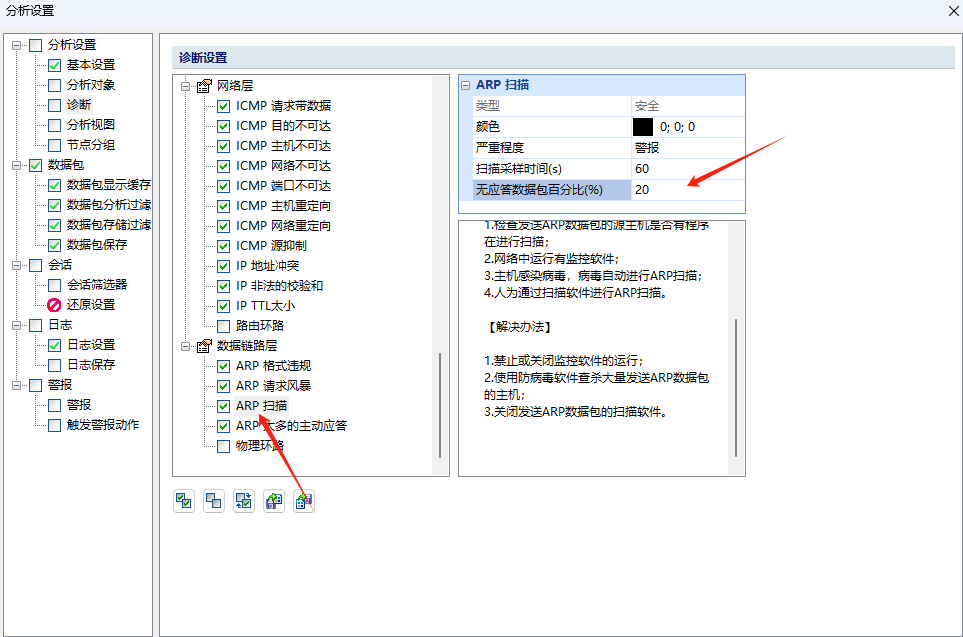 分析设置
分析设置
基本设置
分析对象
诊断
分析视图
节点分组
数据包
数据包显示缓存
数据包分析过滤
数据包存储过滤
数据包保存
会话
会话筛选器
还原设置
日志
日志设置
日志保存
警报
警报
触发警报动作
诊断设置
网络层
ICMP 请求带数据
ICMP 目的不可达
ICMP 主机不可达
ICMP 网络不可达
ICMP 端口不可达
ICMP 主机重定向
ICMP 网络重定向
ICMP 源抑制
IP 地址冲突
IP 非法的校验和
IP TTL太小
路由环路
数据链路层
ARP 格式违规
ARP 请求风暴
ARP 扫描
ARP 太多的主动应答
物理环路
ARP 扫描
类型 安全
颜色 0; 0; 0
严重程度 警报
扫描采样时间(s) 60
无应答数据包百分比(%) 20
1.检查发送ARP数据包的源主机是否有程序
在进行扫描；
2.网络中运行有监控软件；
3.主机感染病毒，病毒自动进行ARP扫描；
4.人为通过扫描软件进行ARP扫描。
【解决办法】
1.禁止或关闭监控软件的运行；
2.使用防病毒软件查杀大量发送ARP数据包
的主机；
3.关闭发送ARP数据包的扫描软件。